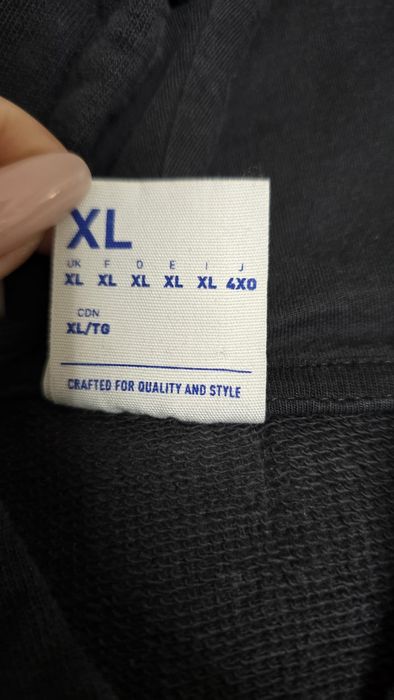 XL
UK F D E I J
XL XL XL XL XL 4XO
CDN
XL/TG
CRAFTED FOR QUALITY AND STYLE